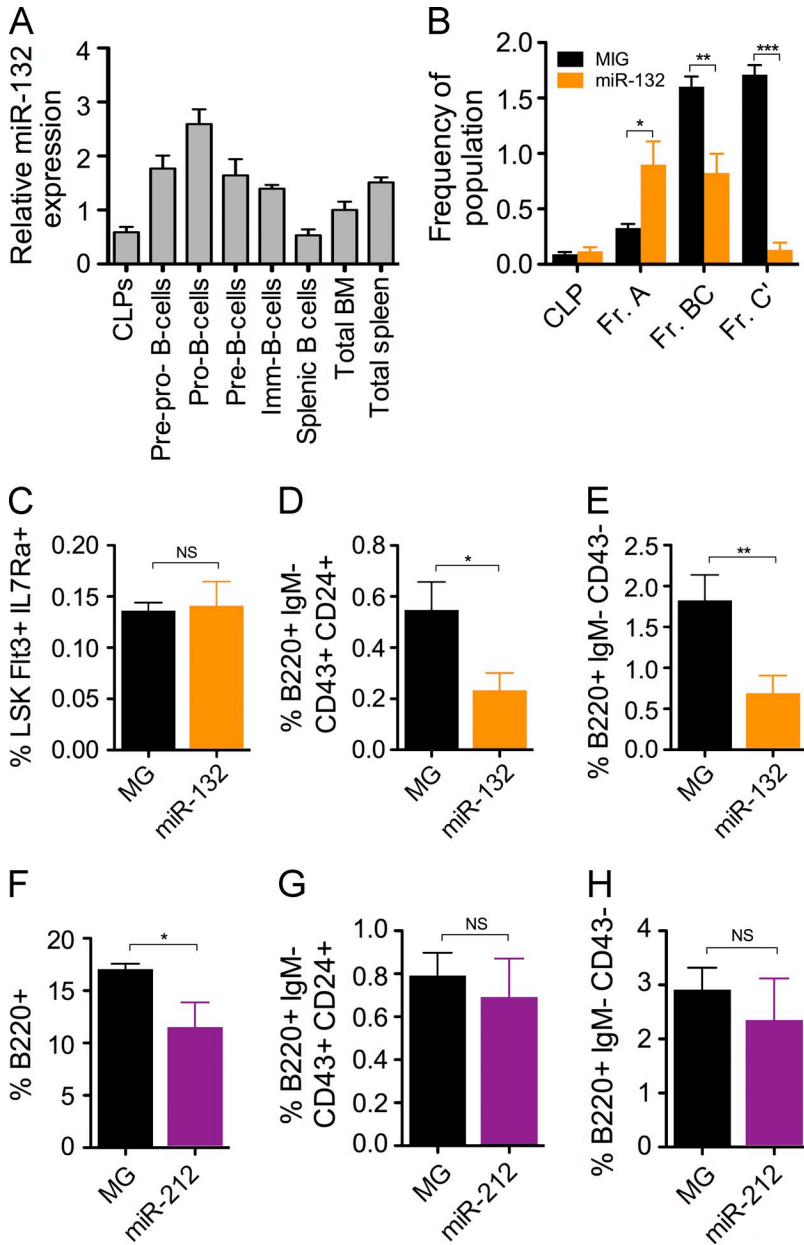 A
Relative miR-132
expression
4
3
2
1
0
CLPs
Pre-pro- B-cells
Pro-B-cells
Pre-B-cells
Imm-B-cells
Splenic B cells
Total BM
Total spleen
B
Frequency of
population
2.0
1.5
1.0
0.5
0.0
MIG
miR-132
*
**
***
CLP
Fr. A
Fr. BC
Fr. C'
C
% LSK Flt3+ IL7Ra+
0.20
0.15
0.10
0.05
0.00
NS
MG
miR-132
D
% B220+ IgM-
CD43+ CD24+
0.8
0.6
0.4
0.2
0.0
*
MG
miR-132
E
% B220+ IgM- CD43-
2.5
2.0
1.5
1.0
0.5
0.0
**
MG
miR-132
F
% B220+
20
15
10
5
0
*
MG
miR-212
G
% B220+ IgM-
CD43+ CD24+
1.0
0.8
0.6
0.4
0.2
0.0
NS
MG
miR-212
H
% B220+ IgM- CD43-
4
3
2
1
0
NS
MG
miR-212